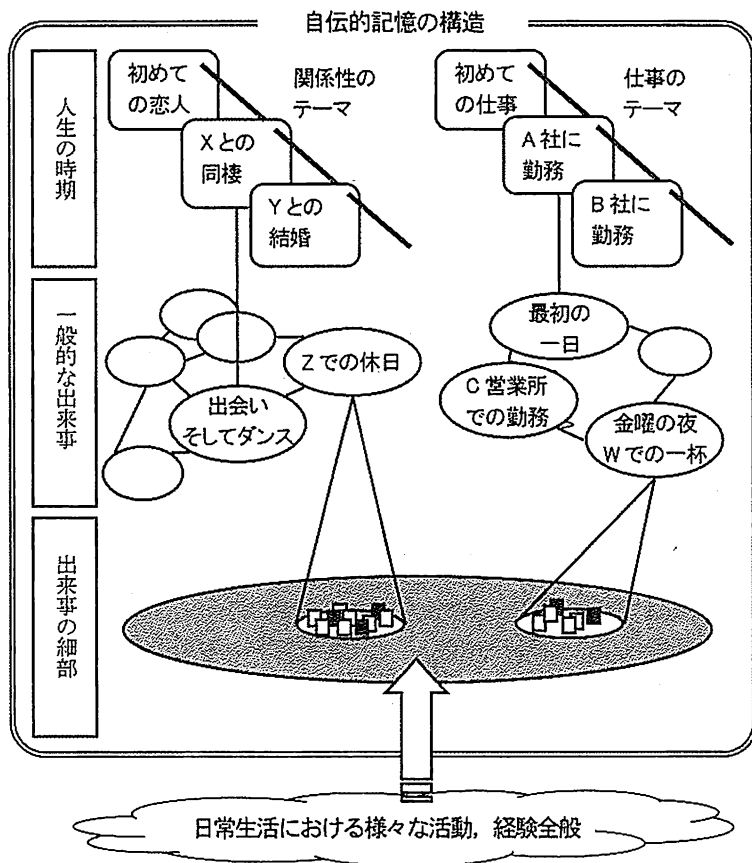 自伝的記憶の構造
人生の時期
初めて
の恋人
関係性の
テーマ
Xとの
同棲
Yとの
結婚
初めて
の仕事
仕事の
テーマ
A社に
勤務
B社に
勤務
一般的な出来事
Zでの休日
出会い
そしてダンス
最初の
一日
C営業所
での勤務
金曜の夜
Wでの一杯
出来事の細部
日常生活における様々な活動，経験全般